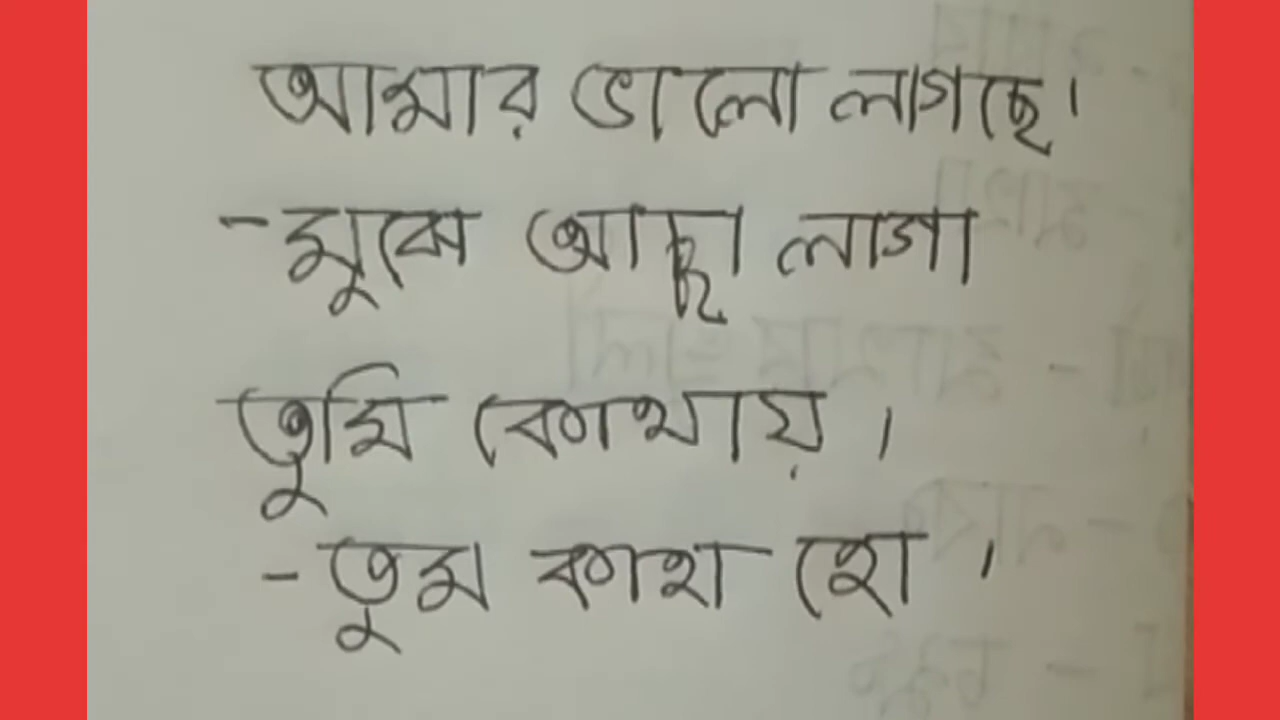 আমার ভালো লাগছে।
- মুঝে আচ্ছা লাগা
তুমি কোথায় ।
- তুম কাহা হো ।